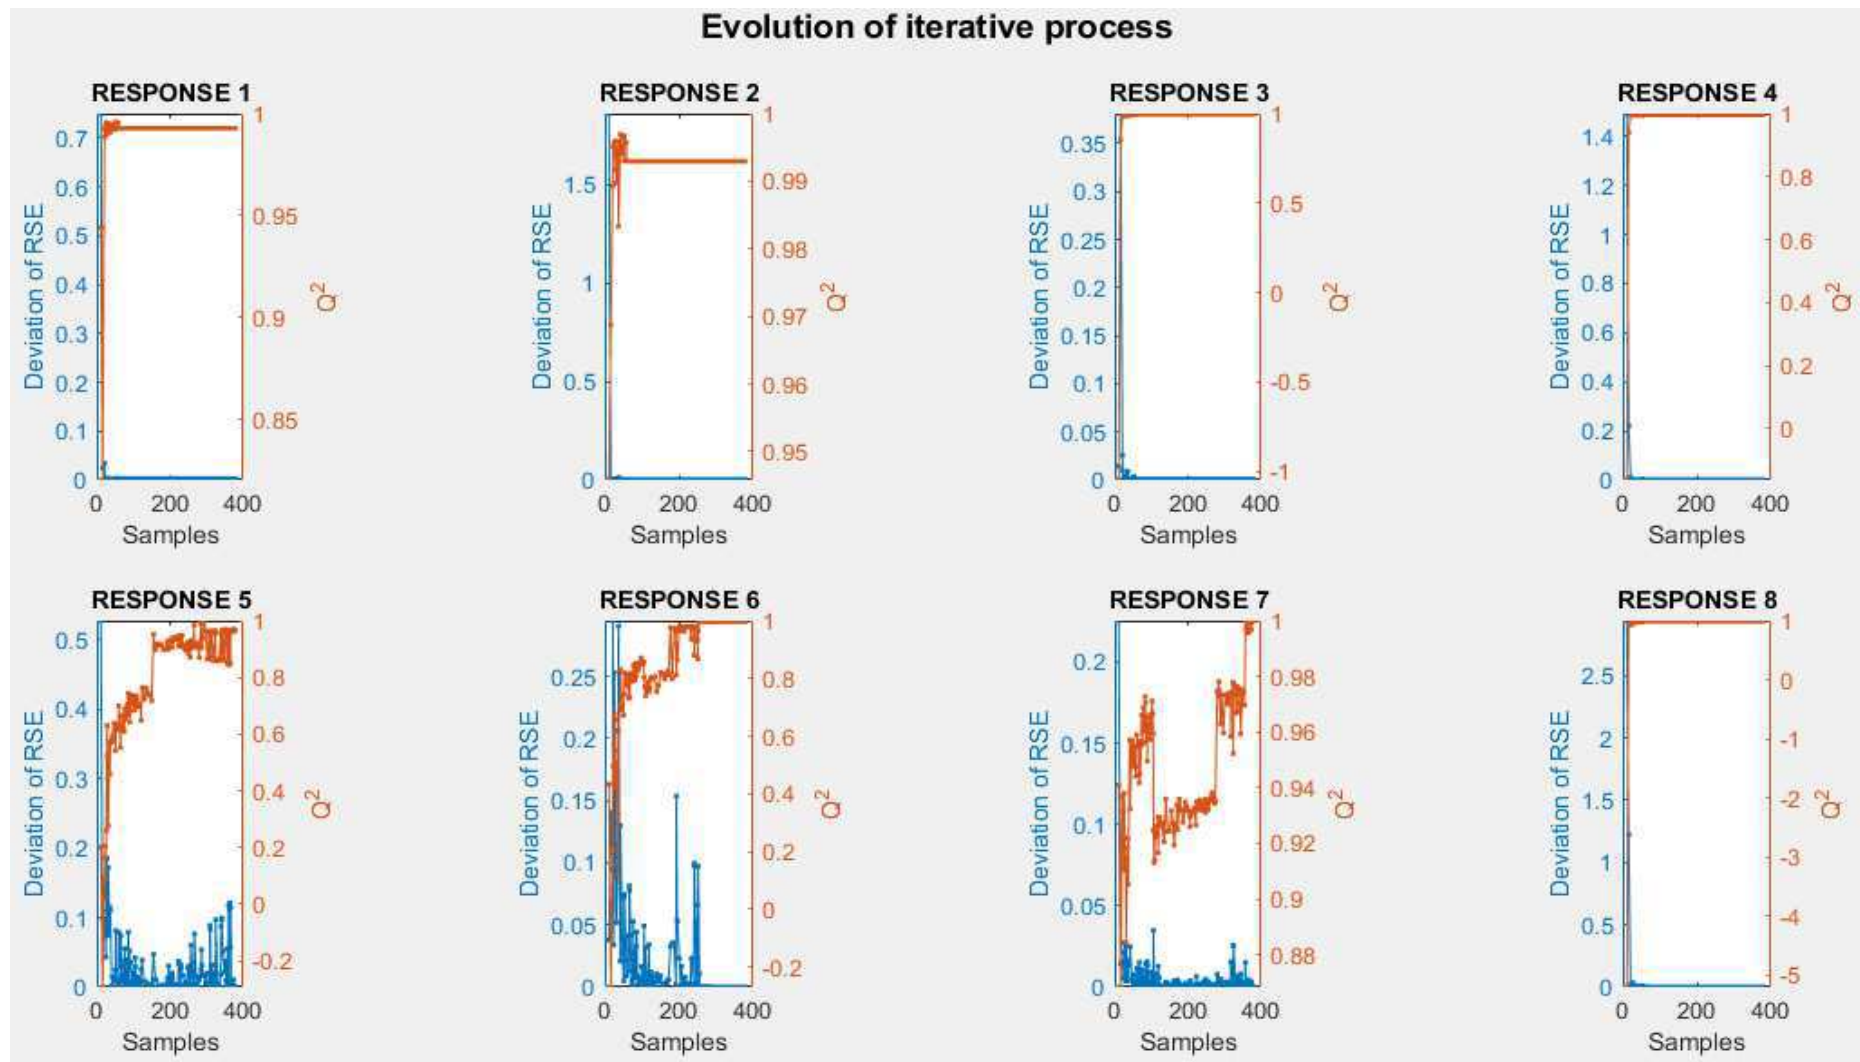 Evolution of iterative process
RESPONSE 1
0.7
0.6
0.5
0.4
0.3
0.2
0.1
0
Deviation of RSE
1
0.95
0.9
0.85
Q²
0 200 400
Samples
RESPONSE 2
1.5
1
0.5
0
Deviation of RSE
1
0.99
0.98
0.97
0.96
0.95
Q²
0 200 400
Samples
RESPONSE 3
0.35
0.3
0.25
0.2
0.15
0.1
0.05
0
Deviation of RSE
1
0.5
0
-0.5
-1
Q²
0 200 400
Samples
RESPONSE 4
1.4
1.2
1
0.8
0.6
0.4
0.2
0
Deviation of RSE
1
0.8
0.6
0.4
0.2
0
Q²
0 200 400
Samples
RESPONSE 5
0.5
0.4
0.3
0.2
0.1
0
Deviation of RSE
1
0.8
0.6
0.4
0.2
0
-0.2
Q²
0 200 400
Samples
RESPONSE 6
0.25
0.2
0.15
0.1
0.05
0
Deviation of RSE
1
0.8
0.6
0.4
0.2
0
-0.2
Q²
0 200 400
Samples
RESPONSE 7
0.2
0.15
0.1
0.05
0
Deviation of RSE
1
0.98
0.96
0.94
0.92
0.9
0.88
Q²
0 200 400
Samples
RESPONSE 8
2.5
2
1.5
1
0.5
0
Deviation of RSE
1
0
-1
-2
-3
-4
-5
Q²
0 200 400
Samples